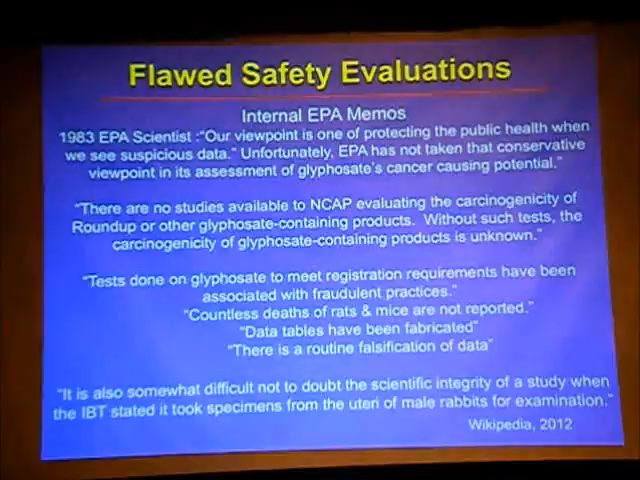 Flawed Safety Evaluations
Internal EPA Memos
1983 EPA Scientist :“Our viewpoint is one of protecting the public health when
we see suspicious data.” Unfortunately, EPA has not taken that conservative
viewpoint in its assessment of glyphosate’s cancer causing potential.”
“There are no studies available to NCAP evaluating the carcinogenicity of
Roundup or other glyphosate-containing products. Without such tests, the
carcinogenicity of glyphosate-containing products is unknown.”
“Tests done on glyphosate to meet registration requirements have been
associated with fraudulent practices.”
“Countless deaths of rats & mice are not reported.”
“Data tables have been fabricated”
“There is a routine falsification of data”
“It is also somewhat difficult not to doubt the scientific integrity of a study when
the IBT stated it took specimens from the uteri of male rabbits for examination.”
Wikipedia, 2012